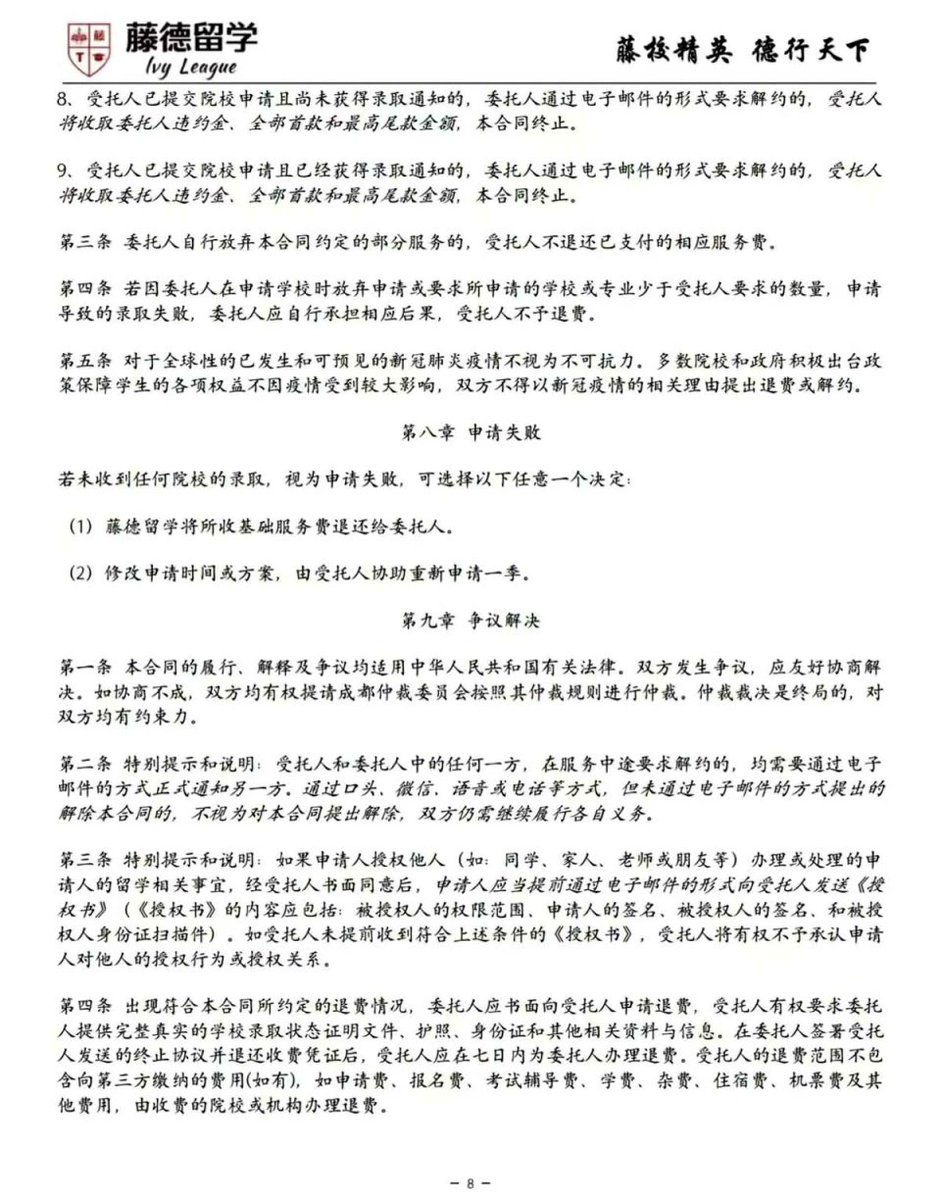 藤德留学
Ivy League
藤校精英 德行天下
8、受托人已提交院校申请且尚未获得录取通知的，委托人通过电子邮件的形式要求解约的，受托人
将收取委托人违约金、全部首款和最高尾款金额，本合同终止。
9、受托人已提交院校申请且已经获得录取通知的，委托人通过电子邮件的形式要求解约的，受托人
将收取委托人违约金、全部首款和最高尾款金额，本合同终止。
第三条 委托人自行放弃本合同约定的部分服务的，受托人不退还已支付的相应服务费。
第四条 若因委托人在申请学校时放弃申请或要求所申请的学校或专业少于受托人要求的数量，申请
导致的录取失败，委托人应自行承担相应后果，受托人不予退费。
第五条 对于全球性的已发生和可预见的新冠肺炎疫情不视为不可抗力。多数院校和政府积极出台政
策保障学生的各项权益不因疫情受到较大影响，双方不得以新冠疫情的相关理由提出退费或解约。
第八章 申请失败
若未收到任何院校的录取，视为申请失败，可选择以下任意一个决定：
（1）藤德留学将所收基础服务费退还给委托人。
（2）修改申请时间或方案，由受托人协助重新申请一季。
第九章 争议解决
第一条 本合同的履行、解释及争议均适用中华人民共和国有关法律。双方发生争议，应友好协商解
决。如协商不成，双方均有权提请成都仲裁委员会按照其仲裁规则进行仲裁。仲裁裁决是终局的，对
双方均有约束力。
第二条 特别提示和说明：受托人和委托人中的任何一方，在服务中途要求解约的，均需要通过电子
邮件的方式正式通知另一方。通过口头、微信、语音或电话等方式，但未通过电子邮件的方式提出的
解除本合同的，不视为对本合同提出解除，双方仍需继续履行各自义务。
第三条 特别提示和说明：如果申请人授权他人（如：同学、家人、老师或朋友等）办理或处理的申
请人的留学相关事宜，经受托人书面同意后，申请人应当提前通过电子邮件的形式向受托人发送《授
权书》（《授权书》的内容应包括：被授权人的权限范围、申请人的签名、被授权人的签名、和被授
权人身份证扫描件）。如受托人未提前收到符合上述条件的《授权书》，受托人将有权不予承认申请
人对他人的授权行为或授权关系。
第四条 出现符合本合同所约定的退费情况，委托人应书面向受托人申请退费，受托人有权要求委托
人提供完整真实的学校录取状态证明文件、护照、身份证和其他相关资料与信息。在委托人签署受托
人发送的终止协议并退还收费凭证后，受托人应在七日内为委托人办理退费。受托人的退费范围不包
含向第三方缴纳的费用(如有)，如申请费、报名费、考试辅导费、学费、杂费、住宿费、机票费及其
他费用，由收费的院校或机构办理退费。
- 8 -